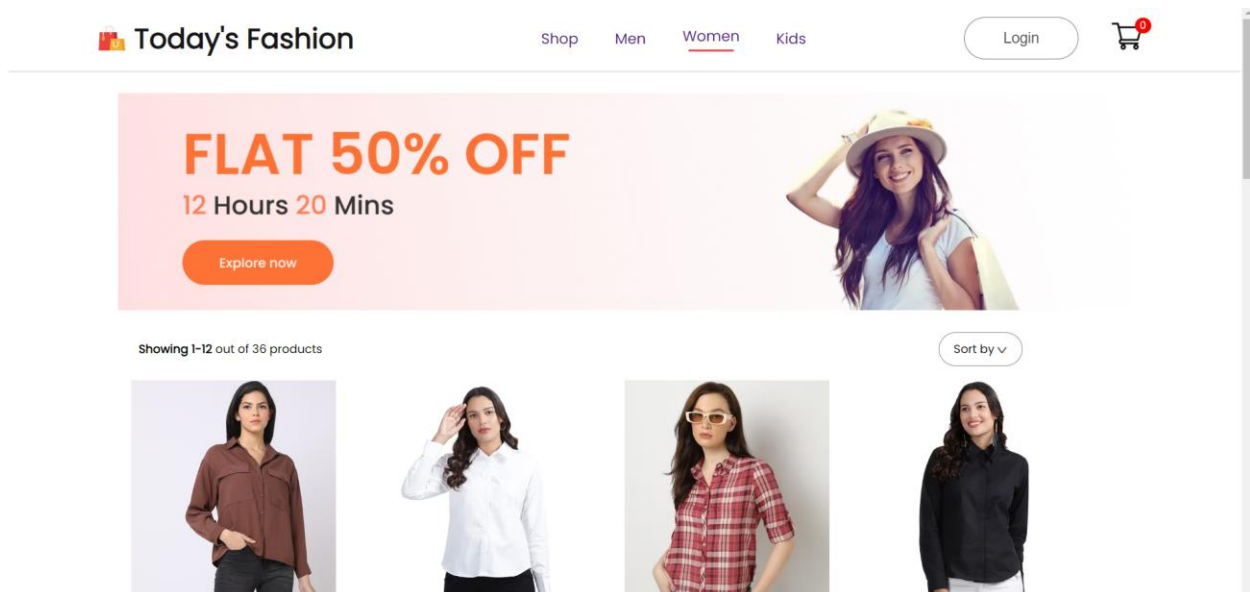 Today's Fashion
Shop Men Women Kids
Login
0
FLAT 50% OFF
12 Hours 20 Mins
Explore now
Showing 1-12 out of 36 products
Sort by